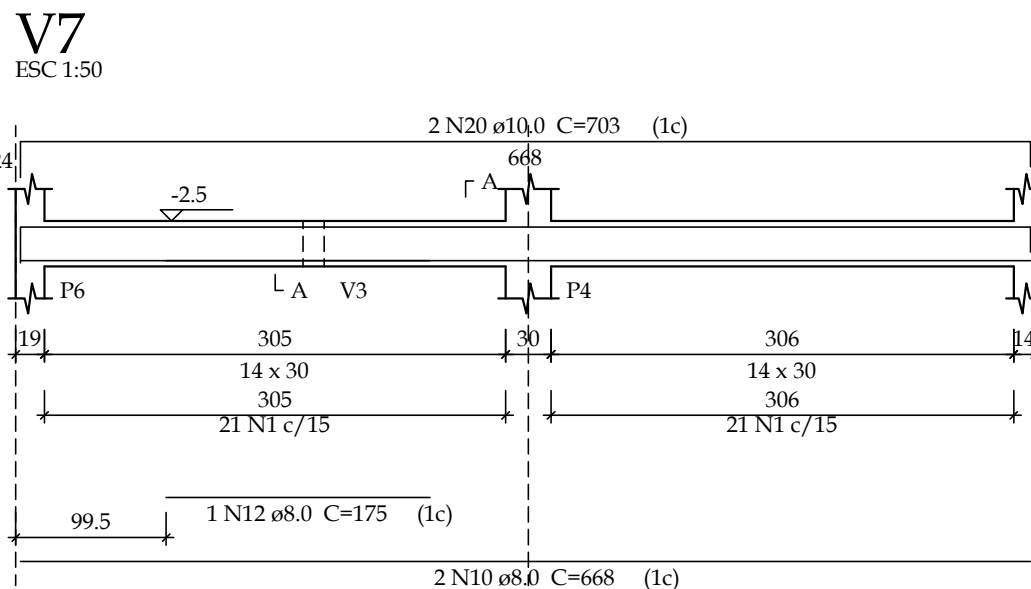 V7
ESC 1:50
2 N20 ø10.0 C=703 (1c)
24 668
A
-2.5
P6 A V3 P4
19 305 30 306 14
14 x 30 14 x 30
305 306
21 N1 c/15 21 N1 c/15
1 N12 ø8.0 C=175 (1c)
99.5
2 N10 ø8.0 C=668 (1c)